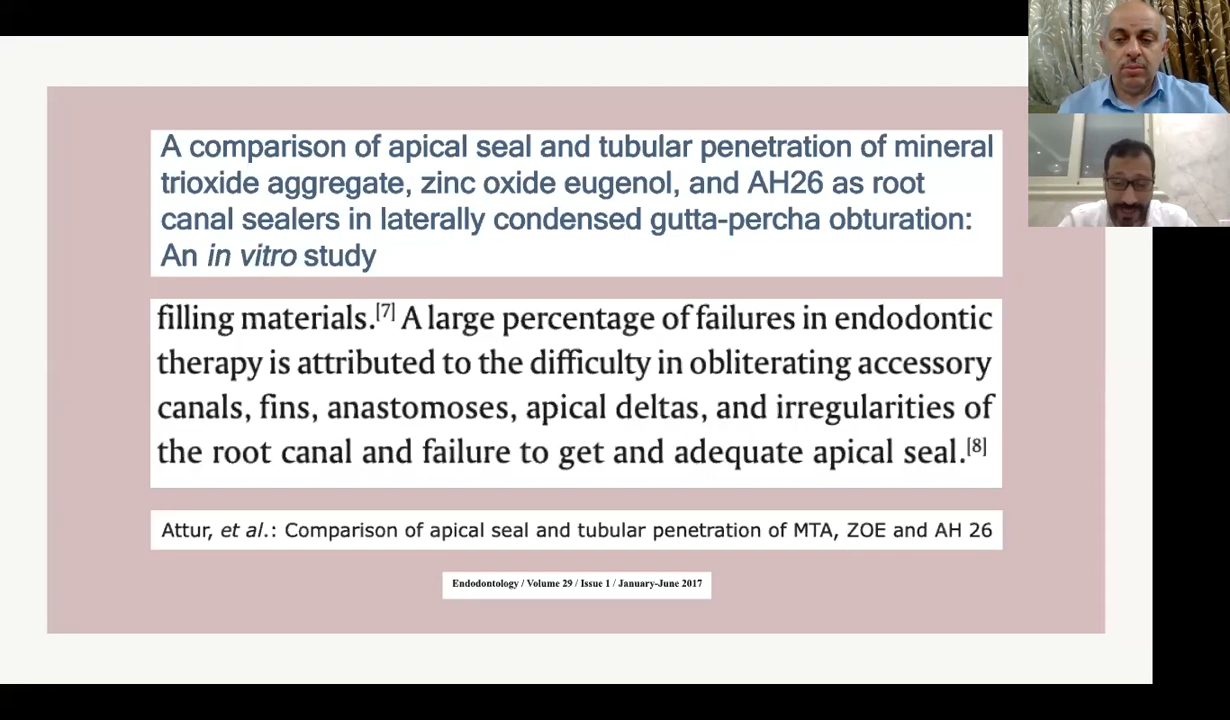 A comparison of apical seal and tubular penetration of mineral
trioxide aggregate, zinc oxide eugenol, and AH26 as root
canal sealers in laterally condensed gutta-percha obturation:
An in vitro study
filling materials.[7] A large percentage of failures in endodontic
therapy is attributed to the difficulty in obliterating accessory
canals, fins, anastomoses, apical deltas, and irregularities of
the root canal and failure to get and adequate apical seal.[8]
Attur, et al.: Comparison of apical seal and tubular penetration of MTA, ZOE and AH 26
Endodontology / Volume 29 / Issue 1 / January-June 2017